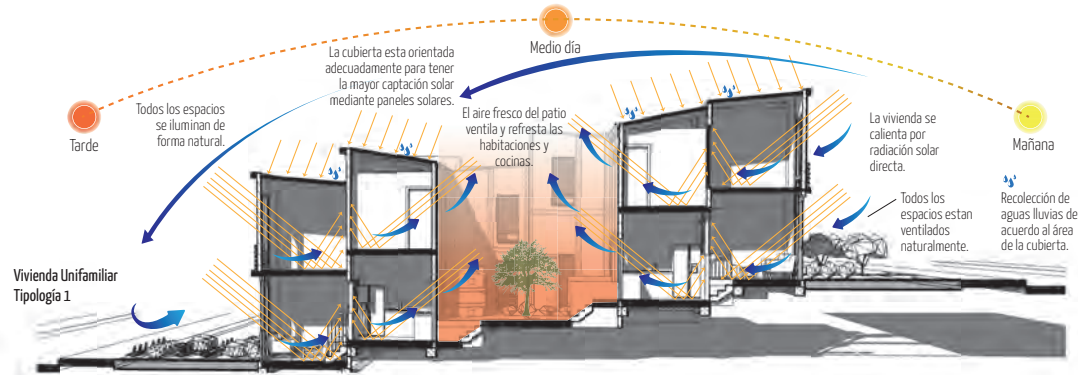 Medio día
La cubierta esta orientada
adecuadamente para tener
la mayor captación solar
mediante paneles solares.
Todos los espacios
se iluminan de
forma natural.
Tarde
El aire fresco del patio
ventila y refresta las
habitaciones y
cocinas.
La vivienda se
calienta por
radiación solar
directa.
Mañana
Todos los
espacios estan
ventilados
naturalmente.
Recolección de
aguas lluvias de
acuerdo al área
de la cubierta.
Vivienda Unifamiliar
Tipología 1